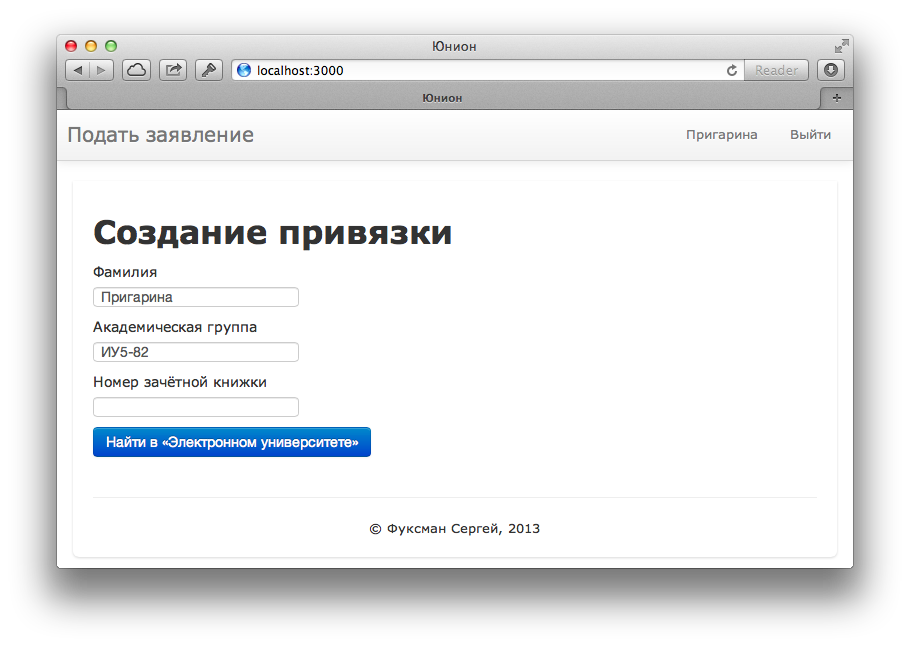 Юнион
localhost:3000
Reader
Юнион
+
Подать заявление
Пригарина
Выйти
Создание привязки
Фамилия
Пригарина
Академическая группа
ИУ5-82
Номер зачётной книжки
Найти в «Электронном университете»
© Фуксман Сергей, 2013